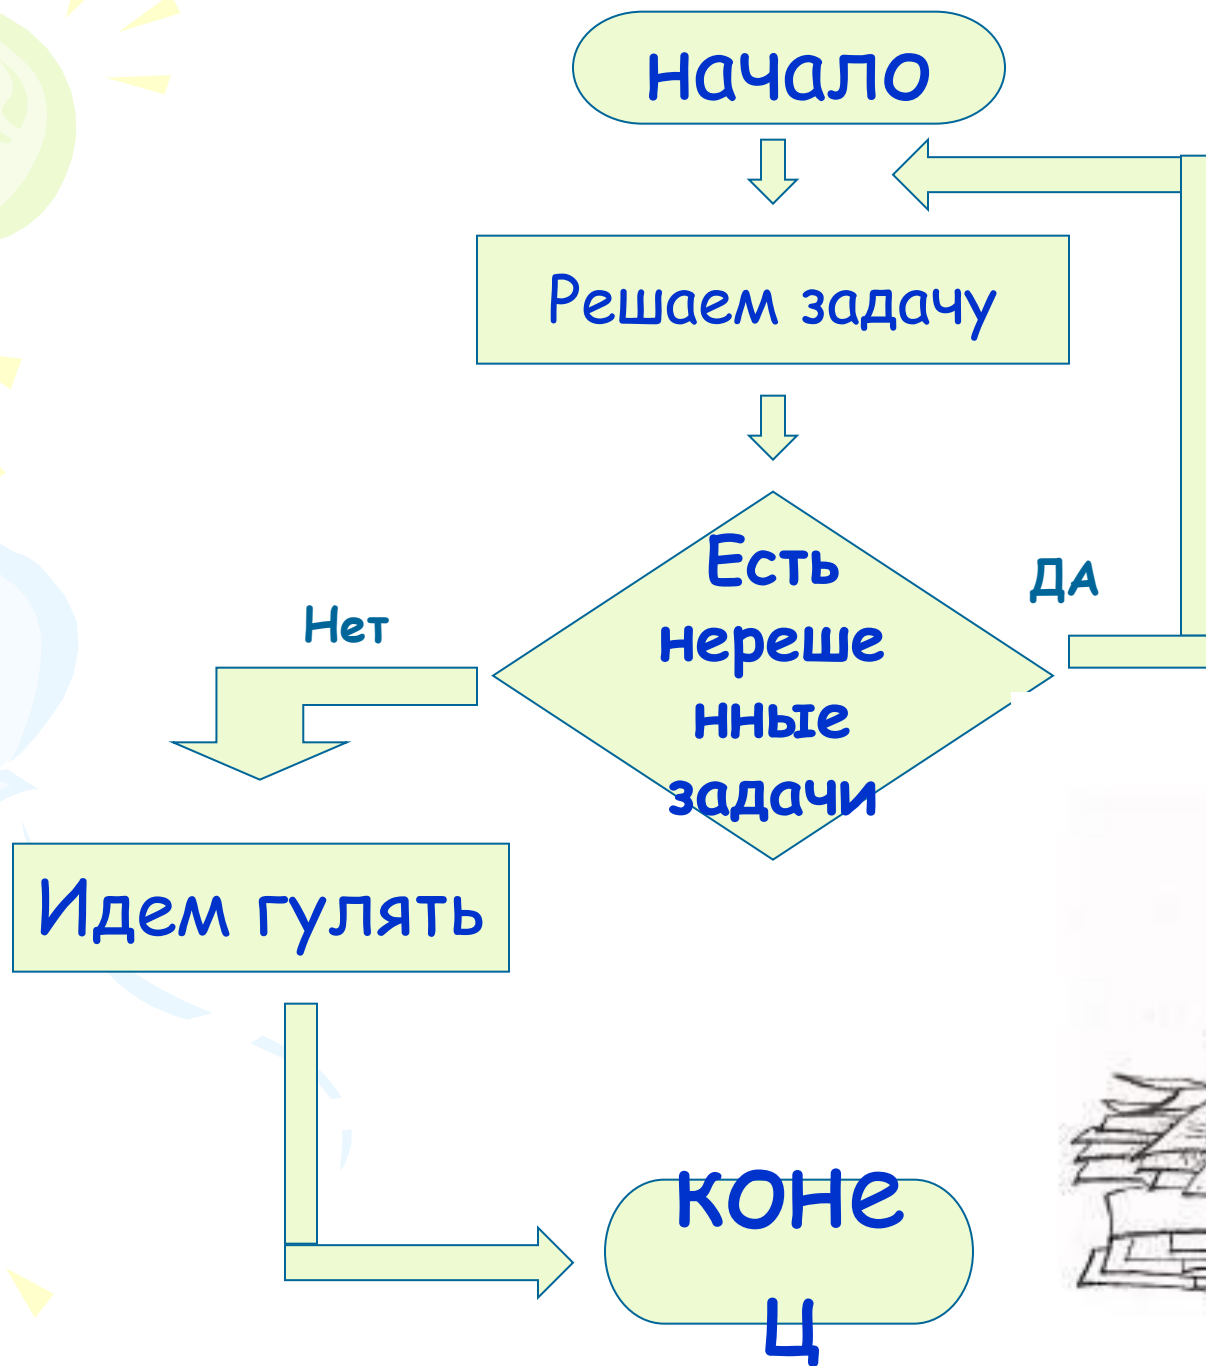 начало
Решаем задачу
Есть
нереше
нные
задачи
ДА
Нет
Идем гулять
коне
ц